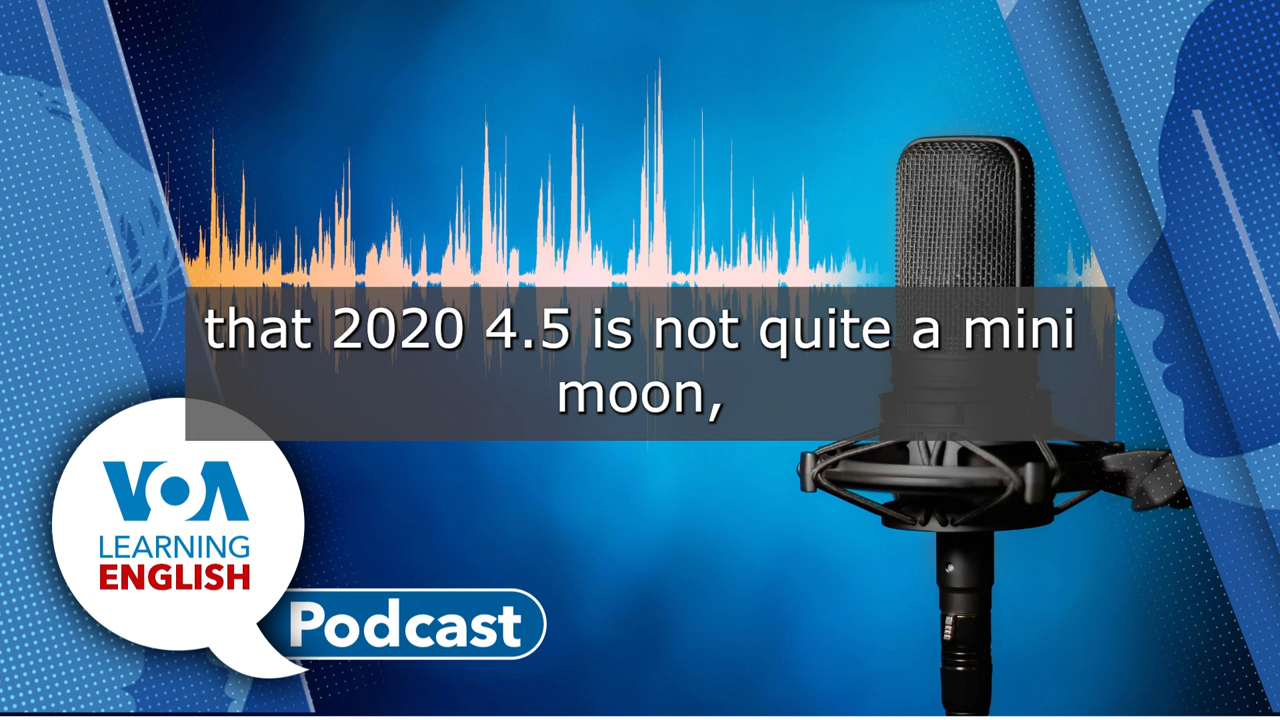 that 2020 4.5 is not quite a mini
moon,
VOA
LEARNING
ENGLISH
Podcast